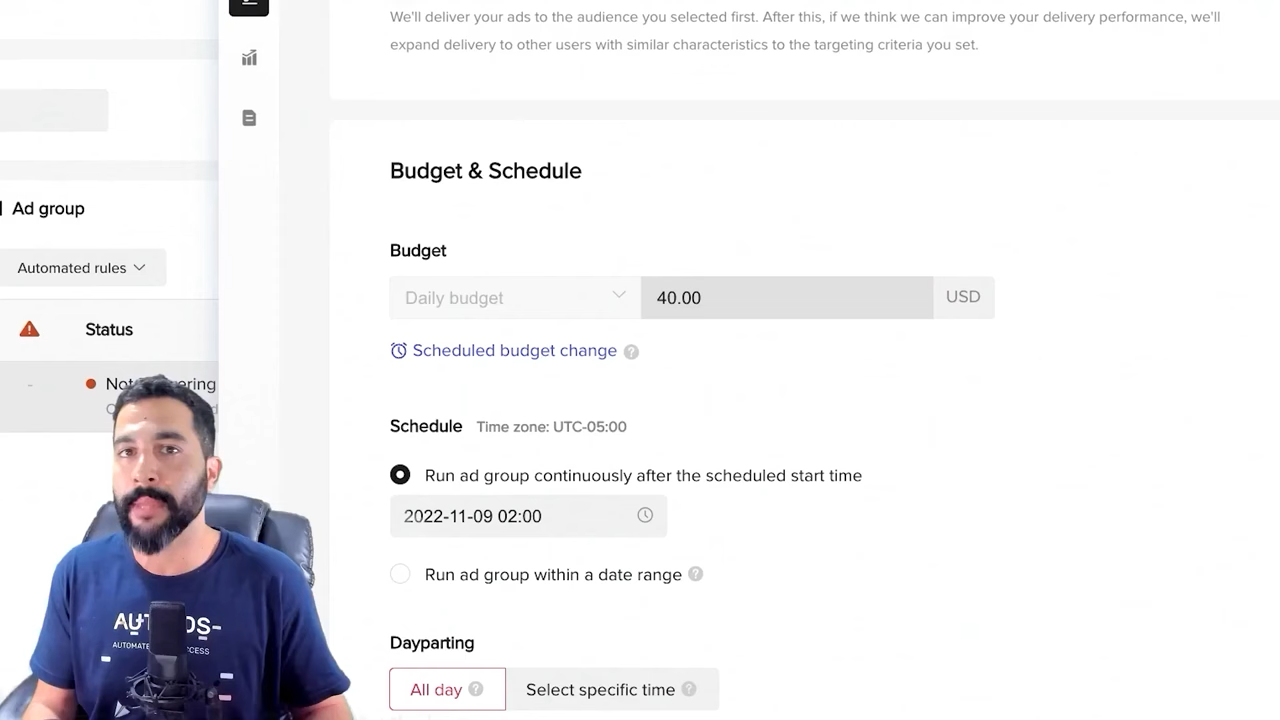 We'll deliver your ads to the audience you selected first. After this, if we think we can improve your delivery performance, we'll
expand delivery to other users with similar characteristics to the targeting criteria you set.
Budget & Schedule
Ad group
Budget
Automated rules
Daily budget
40.00
USD
Status
Scheduled budget change
-
Schedule
Time zone: UTC-05:00
Run ad group continuously after the scheduled start time
2022-11-09 02:00
Run ad group within a date range
Dayparting
All day
Select specific time